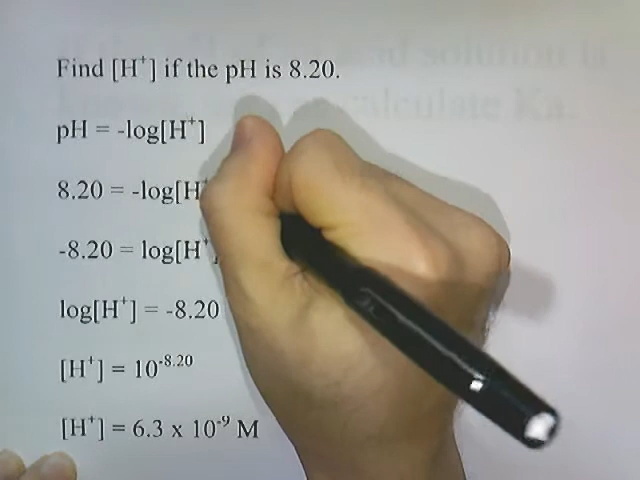 Find [H⁺] if the pH is 8.20.
pH = -log[H⁺]
8.20 = -log[H⁺
-8.20 = log[H⁺]
log[H⁺] = -8.20
[H⁺] = 10⁻⁸·²⁰
[H⁺] = 6.3 x 10⁻⁹ M